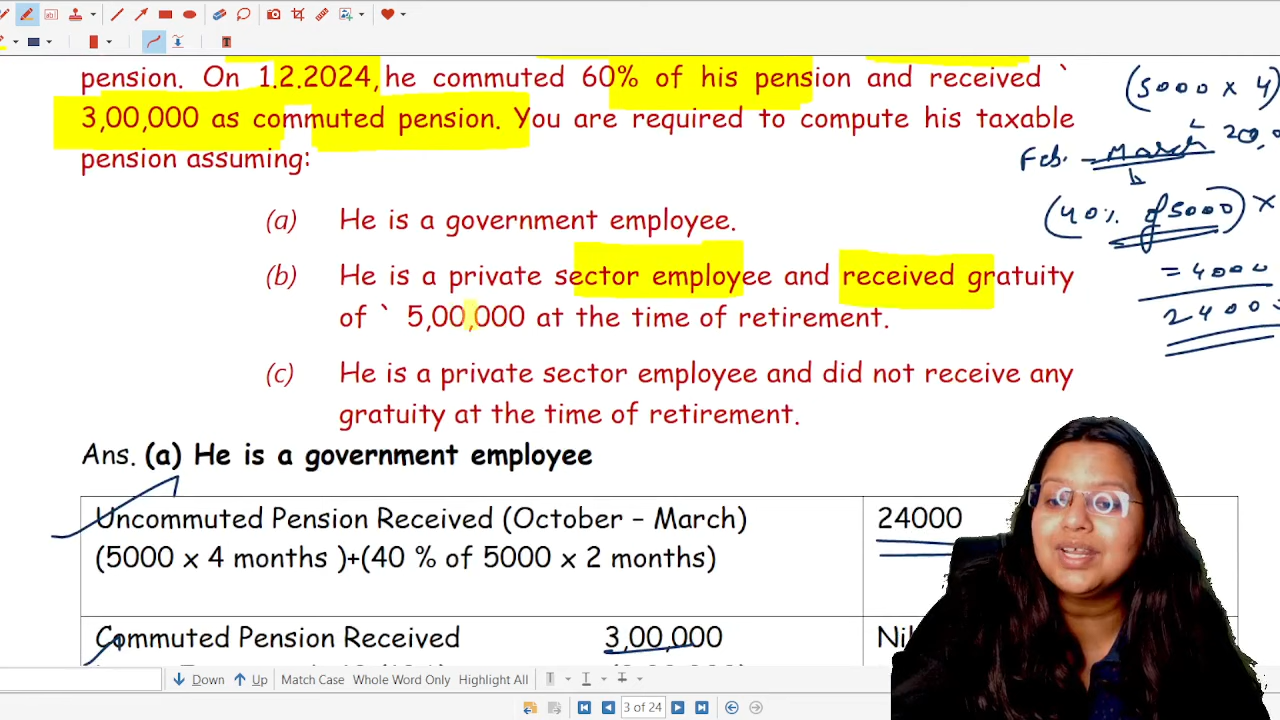 pension. On 1.2.2024, he commuted 60% of his pension and received `
3,00,000 as commuted pension. You are required to compute his taxable
pension assuming:
(a) He is a government employee.
(b) He is a private sector employee and received gratuity
of ` 5,00,000 at the time of retirement.
(c) He is a private sector employee and did not receive any
gratuity at the time of retirement.
(5000 x 4)
Feb. - March
(40% of 5000) x
= 4000
Ans. (a) He is a government employee
Uncommuted Pension Received (October – March) 24000
(5000 x 4 months )+(40 % of 5000 x 2 months)
Commuted Pension Received 3,00,000
Down Up Match Case Whole Word Only Highlight All
3 of 24